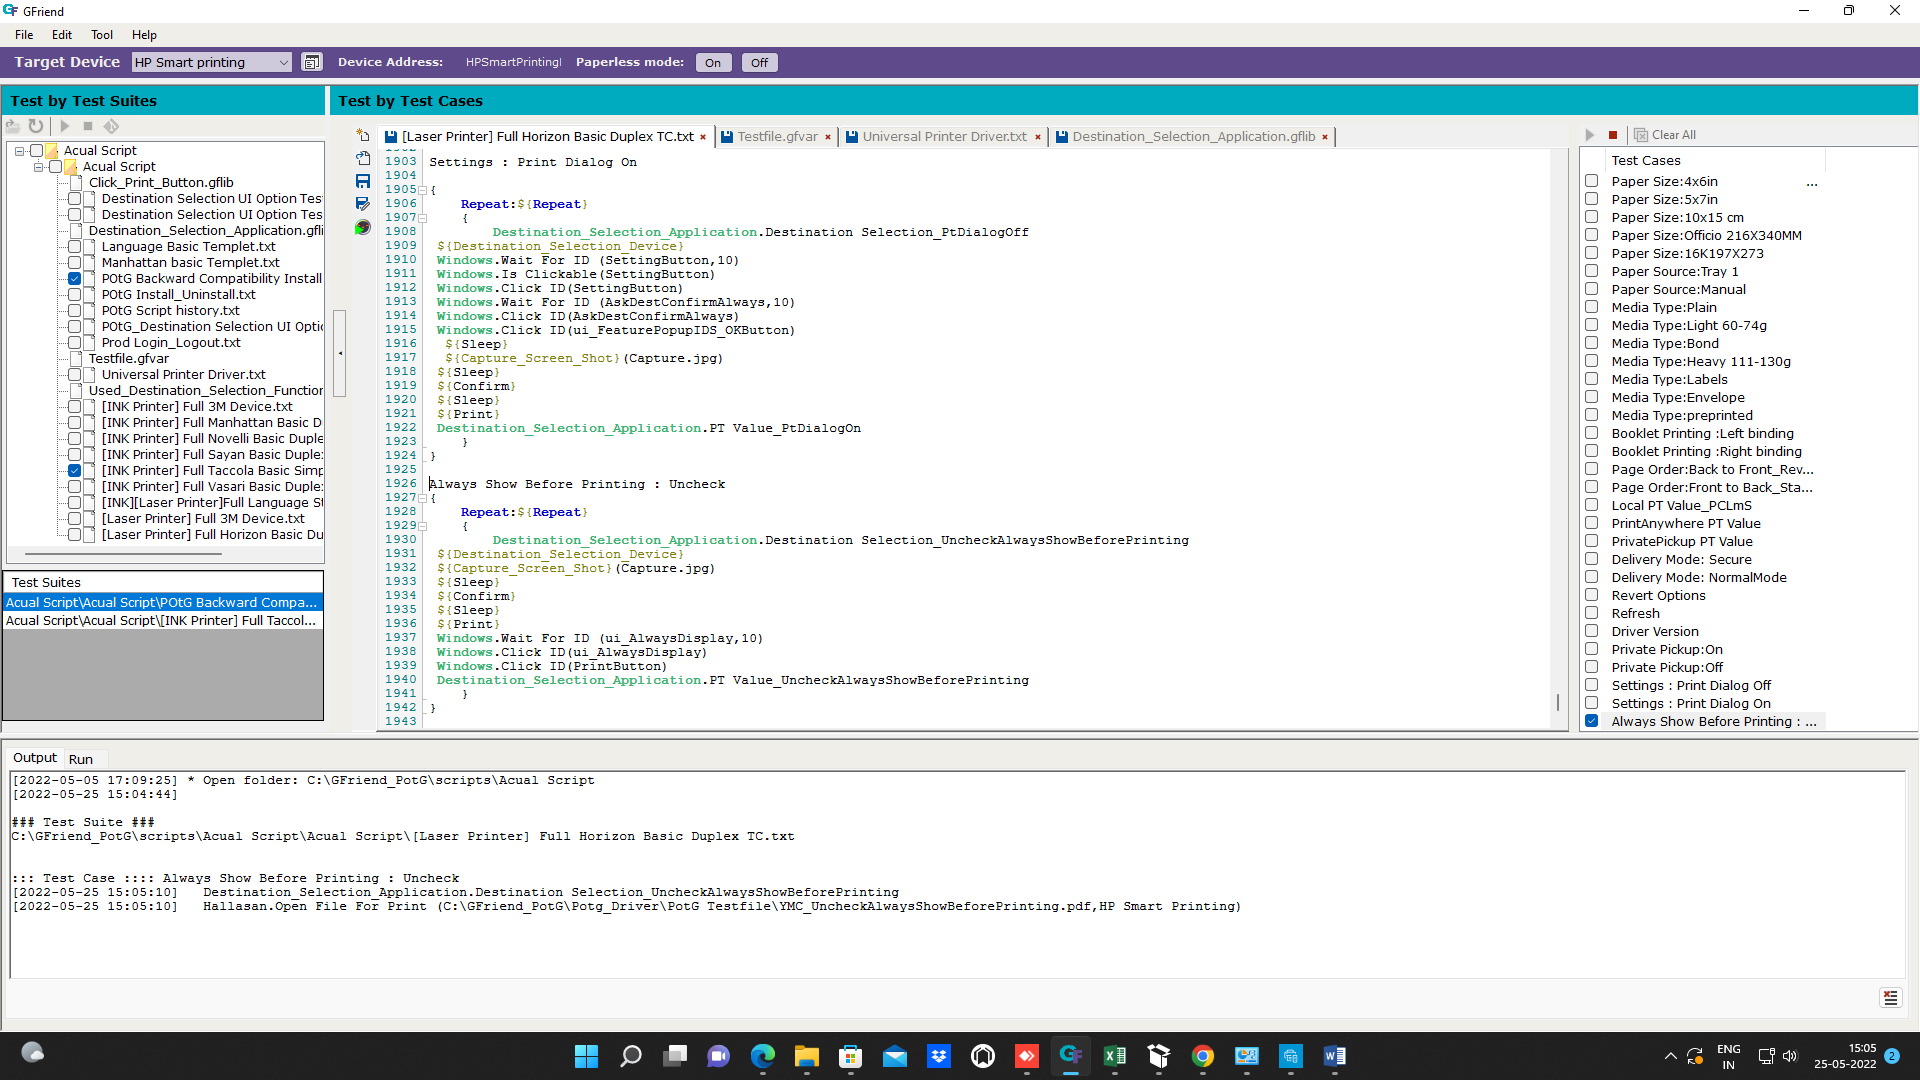 GFriend
File Edit Tool Help
Target Device HP Smart printing Device Address: HPSmartPrintingI Paperless mode: On Off
Test by Test Suites
Test by Test Cases
Acual Script
Acual Script
Click_Print_Button.gflib
Destination Selection UI Option Tes
Destination Selection UI Option Tes
Destination_Selection_Application.gfli
Language Basic Templet.txt
Manhattan basic Templet.txt
POtG Backward Compatibility Install
POtG Install_Uninstall.txt
POtG Script history.txt
POtG_Destination Selection UI Optic
Prod Login_Logout.txt
Testfile.gfvar
Universal Printer Driver.txt
Used_Destination_Selection_Function
[INK Printer] Full 3M Device.txt
[INK Printer] Full Manhattan Basic D
[INK Printer] Full Novelli Basic Duple
[INK Printer] Full Sayan Basic Duple
[INK Printer] Full Taccola Basic Simp
[INK Printer] Full Vasari Basic Duple
[INK][Laser Printer]Full Language St
[Laser Printer] Full 3M Device.txt
[Laser Printer] Full Horizon Basic Du
Test Suites
Acual Script\Acual Script\POtG Backward Compa...
Acual Script\Acual Script\[INK Printer] Full Taccol...
[Laser Printer] Full Horizon Basic Duplex TC.txt × Testfile.gfvar × Universal Printer Driver.txt × Destination_Selection_Application.gflib ×
1903 Settings : Print Dialog On
1904
1905 {
1906 Repeat:${Repeat}
1907 {
1908 Destination_Selection_Application.Destination Selection_PtDialogOff
1909 ${Destination_Selection_Device}
1910 Windows.Wait For ID (SettingButton,10)
1911 Windows.Is Clickable(SettingButton)
1912 Windows.Click ID(SettingButton)
1913 Windows.Wait For ID (AskDestConfirmAlways,10)
1914 Windows.Click ID(AskDestConfirmAlways)
1915 Windows.Click ID(ui_FeaturePopupIDS_OKButton)
1916 ${Sleep}
1917 ${Capture_Screen_Shot}(Capture.jpg)
1918 ${Sleep}
1919 ${Confirm}
1920 ${Sleep}
1921 ${Print}
1922 Destination_Selection_Application.PT Value_PtDialogOn
1923 }
1924 }
1925
1926 Always Show Before Printing : Uncheck
1927 {
1928 Repeat:${Repeat}
1929 {
1930 Destination_Selection_Application.Destination Selection_UncheckAlwaysShowBeforePrinting
1931 ${Destination_Selection_Device}
1932 ${Capture_Screen_Shot}(Capture.jpg)
1933 ${Sleep}
1934 ${Confirm}
1935 ${Sleep}
1936 ${Print}
1937 Windows.Wait For ID (ui_AlwaysDisplay,10)
1938 Windows.Click ID(ui_AlwaysDisplay)
1939 Windows.Click ID(PrintButton)
1940 Destination_Selection_Application.PT Value_UncheckAlwaysShowBeforePrinting
1941 }
1942 }
1943
Clear All
Test Cases
Paper Size:4x6in ...
Paper Size:5x7in
Paper Size:10x15 cm
Paper Size:Officio 216X340MM
Paper Size:16K197X273
Paper Source:Tray 1
Paper Source:Manual
Media Type:Plain
Media Type:Light 60-74g
Media Type:Bond
Media Type:Heavy 111-130g
Media Type:Labels
Media Type:Envelope
Media Type:preprinted
Booklet Printing :Left binding
Booklet Printing :Right binding
Page Order:Back to Front_Rev...
Page Order:Front to Back_Sta...
Local PT Value_PCLmS
PrintAnywhere PT Value
PrivatePickup PT Value
Delivery Mode: Secure
Delivery Mode: NormalMode
Revert Options
Refresh
Driver Version
Private Pickup:On
Private Pickup:Off
Settings : Print Dialog Off
Settings : Print Dialog On
Always Show Before Printing : ...
Output Run
[2022-05-05 17:09:25] * Open folder: C:\GFriend_PotG\scripts\Acual Script
[2022-05-25 15:04:44]
### Test Suite ###
C:\GFriend_PotG\scripts\Acual Script\Acual Script\[Laser Printer] Full Horizon Basic Duplex TC.txt
::: Test Case :::: Always Show Before Printing : Uncheck
[2022-05-25 15:05:10] Destination_Selection_Application.Destination Selection_UncheckAlwaysShowBeforePrinting
[2022-05-25 15:05:10] Hallasan.Open File For Print (C:\GFriend_PotG\Potg_Driver\PotG Testfile\YMC_UncheckAlwaysShowBeforePrinting.pdf,HP Smart Printing)
ENG
IN
15:05
25-05-2022
2